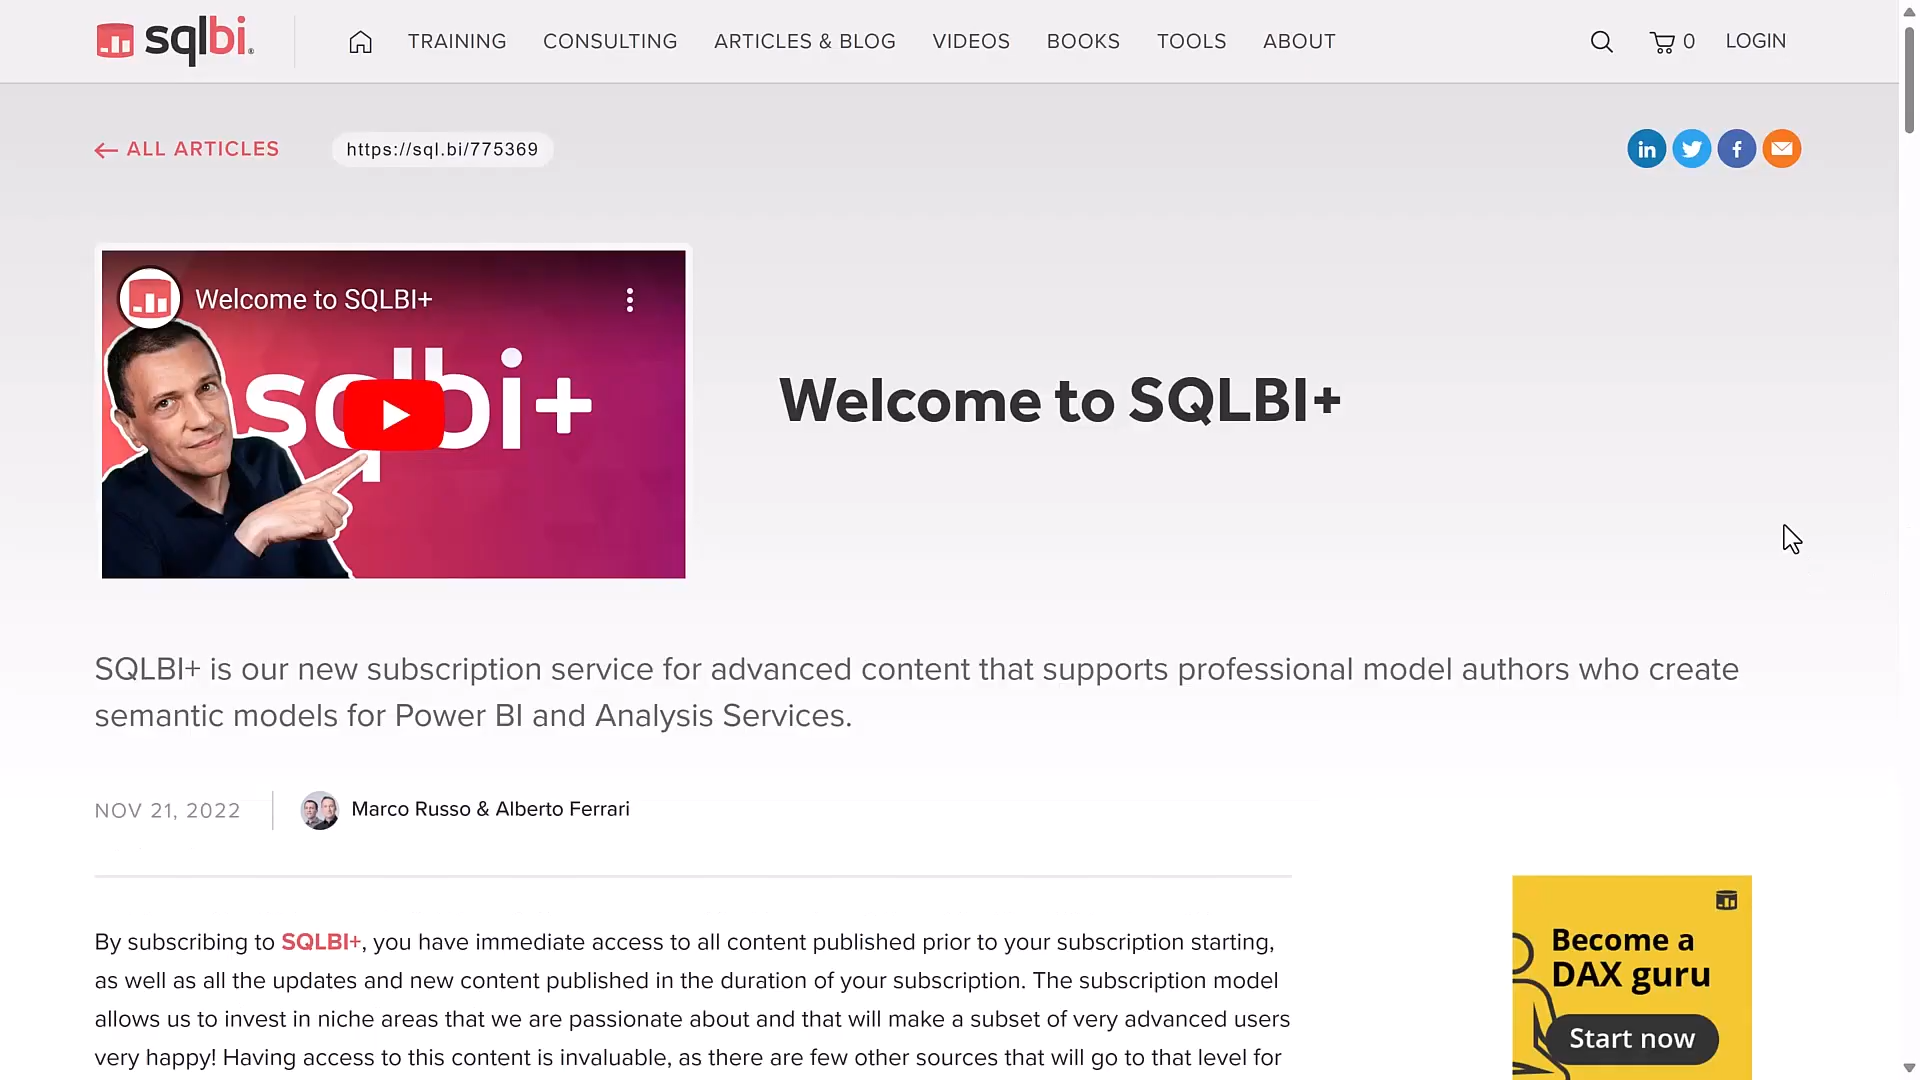 sqlbi.
TRAINING CONSULTING ARTICLES & BLOG VIDEOS BOOKS TOOLS ABOUT 0 LOGIN
← ALL ARTICLES https://sql.bi/775369
Welcome to SQLBI+
sqlbi+
Welcome to SQLBI+
SQLBI+ is our new subscription service for advanced content that supports professional model authors who create
semantic models for Power BI and Analysis Services.
NOV 21, 2022 Marco Russo & Alberto Ferrari
By subscribing to SQLBI+, you have immediate access to all content published prior to your subscription starting,
as well as all the updates and new content published in the duration of your subscription. The subscription model
allows us to invest in niche areas that we are passionate about and that will make a subset of very advanced users
very happy! Having access to this content is invaluable, as there are few other sources that will go to that level for
Become a
DAX guru
Start now